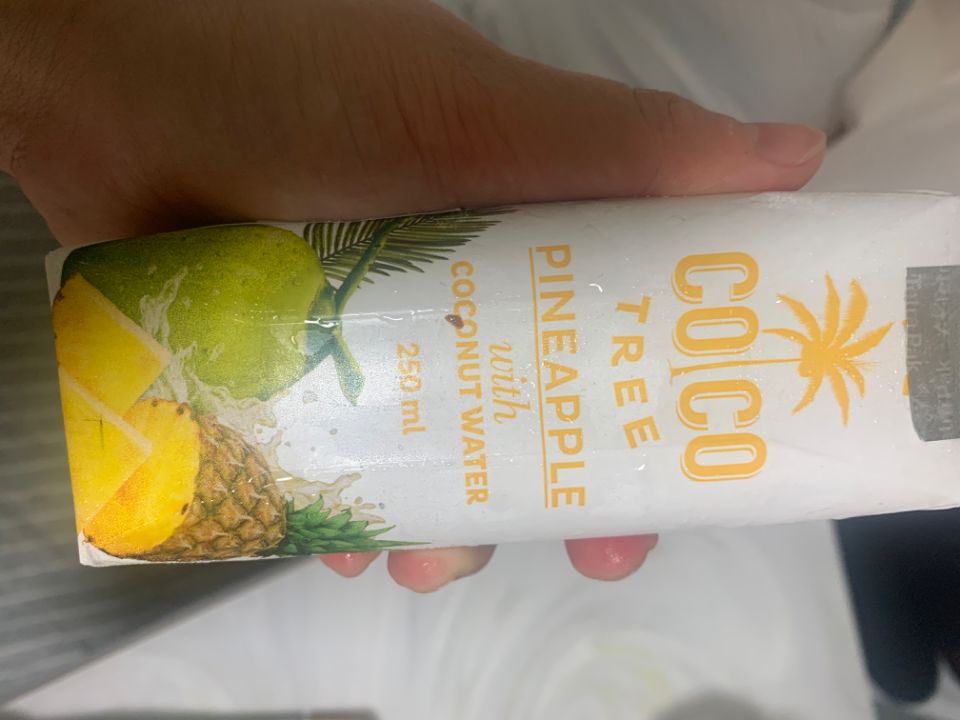 COCO
TREE
PINEAPPLE
with
COCONUT WATER
250 ml